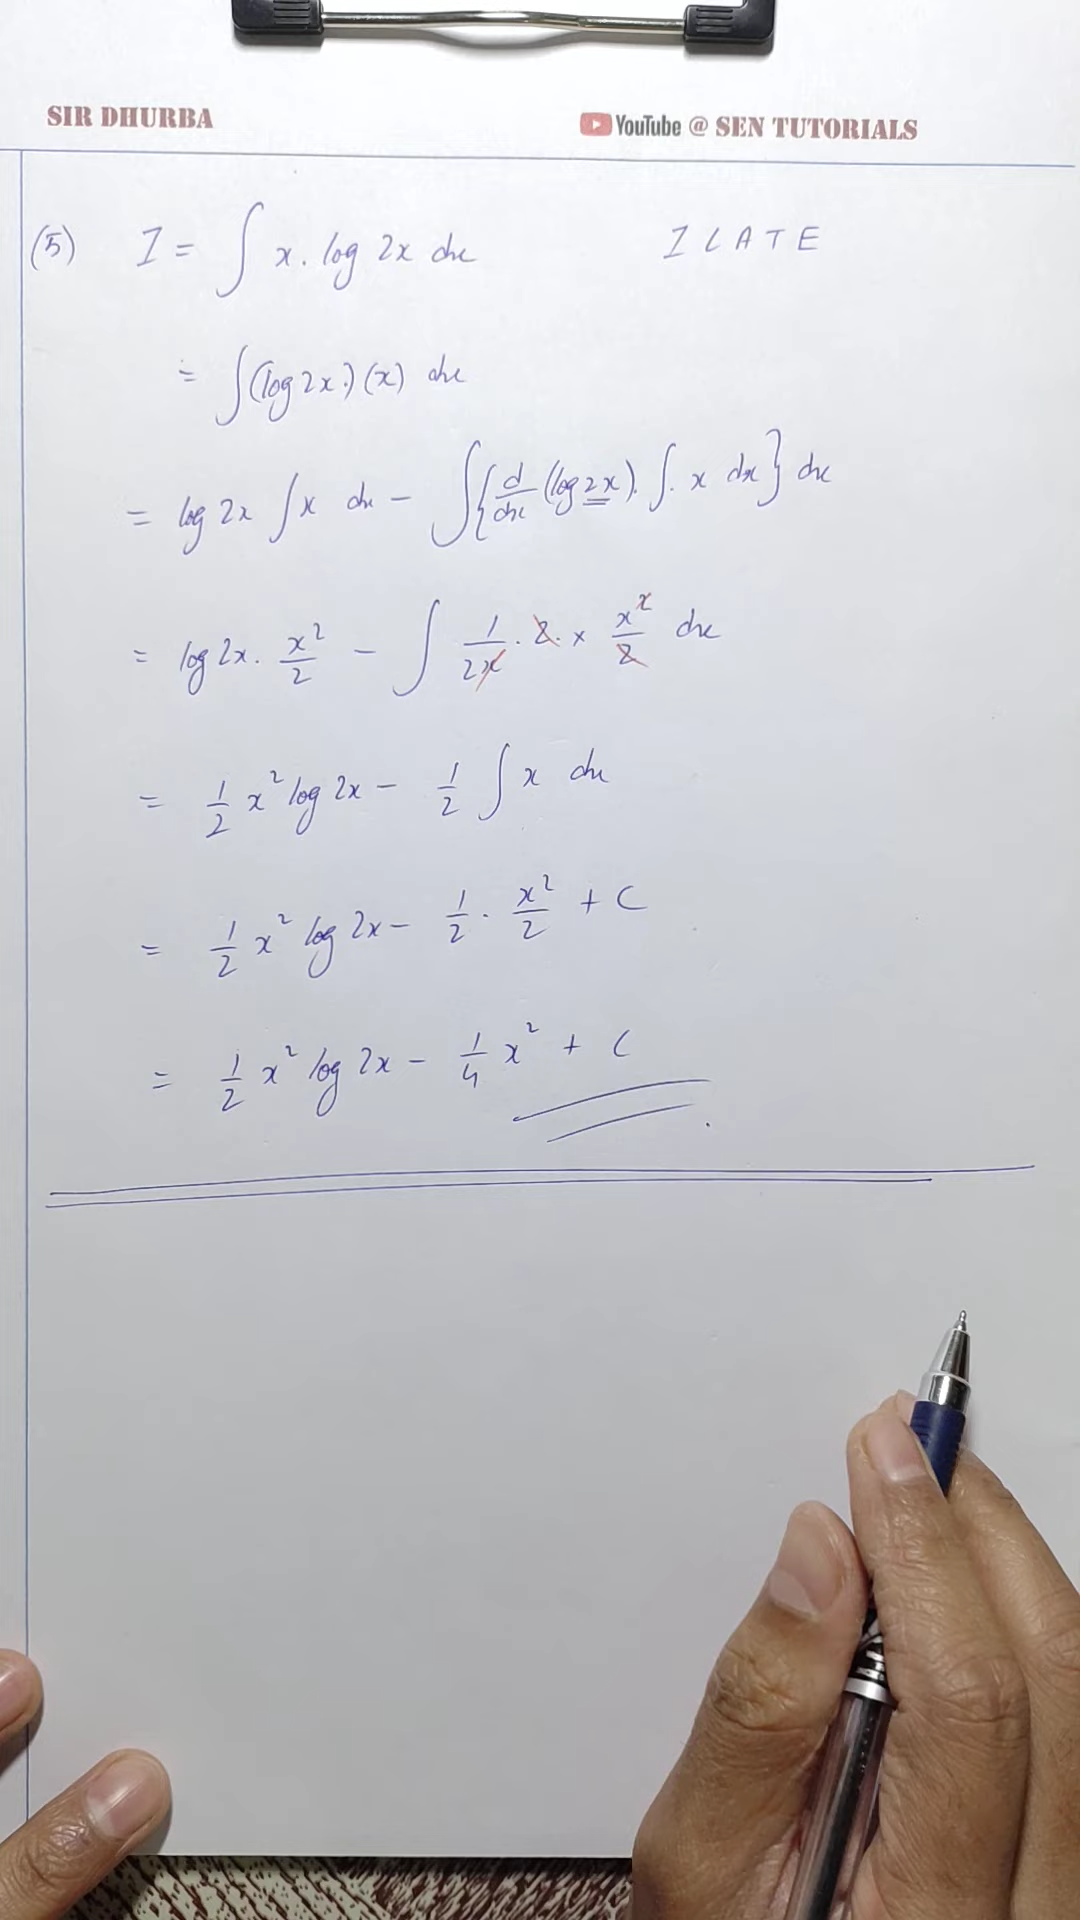 SIR DHURBA
YouTube @ SEN TUTORIALS
(5) I = ∫ x . log 2x dx
I L A T E
= ∫ (log 2x.) (x) dx
= log 2x ∫ x dx - ∫ { d/dx (log 2x). ∫ . x dx } dx
= log 2x . x²/2 - ∫ 1/2x . 2 . × x²/2 dx
= 1/2 x² log 2x - 1/2 ∫ x dx
= 1/2 x² log 2x - 1/2 . x²/2 + C
= 1/2 x² log 2x - 1/4 x² + C